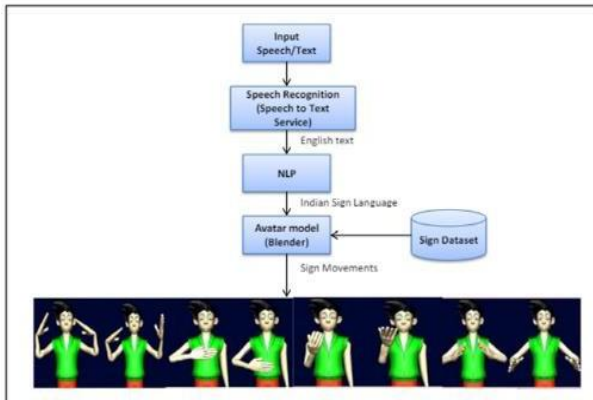 Input
Speech/Text
Speech Recognition
(Speech to Text
Service)
English text
NLP
Indian Sign Language
Avatar model
(Blender)
Sign Dataset
Sign Movements